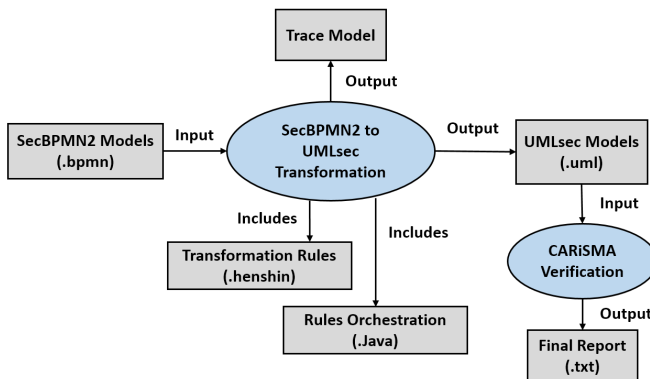 Trace Model
Output
SecBPMN2 Models
(.bpmn)
Input
SecBPMN2 to
UMLsec
Transformation
Output
UMLsec Models
(.uml)
Includes
Includes
Input
Transformation Rules
(.henshin)
CARiSMA
Verification
Rules Orchestration
(.Java)
Output
Final Report
(.txt)